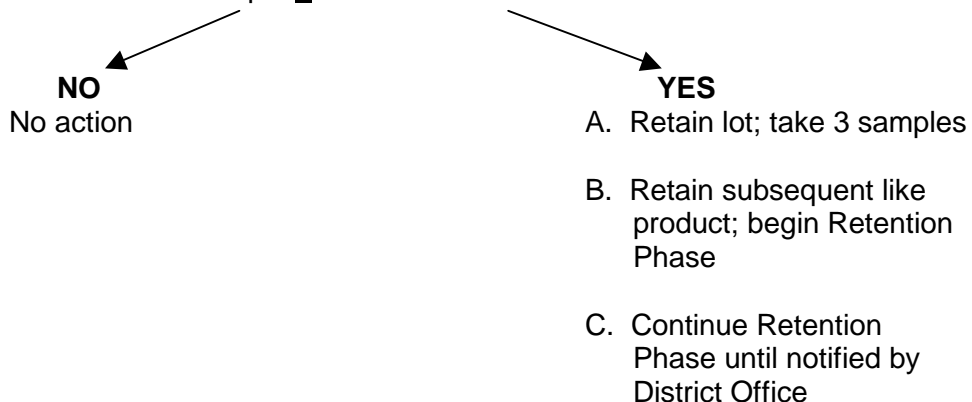 NO
No action
YES
A. Retain lot; take 3 samples
B. Retain subsequent like
product; begin Retention
Phase
C. Continue Retention
Phase until notified by
District Office